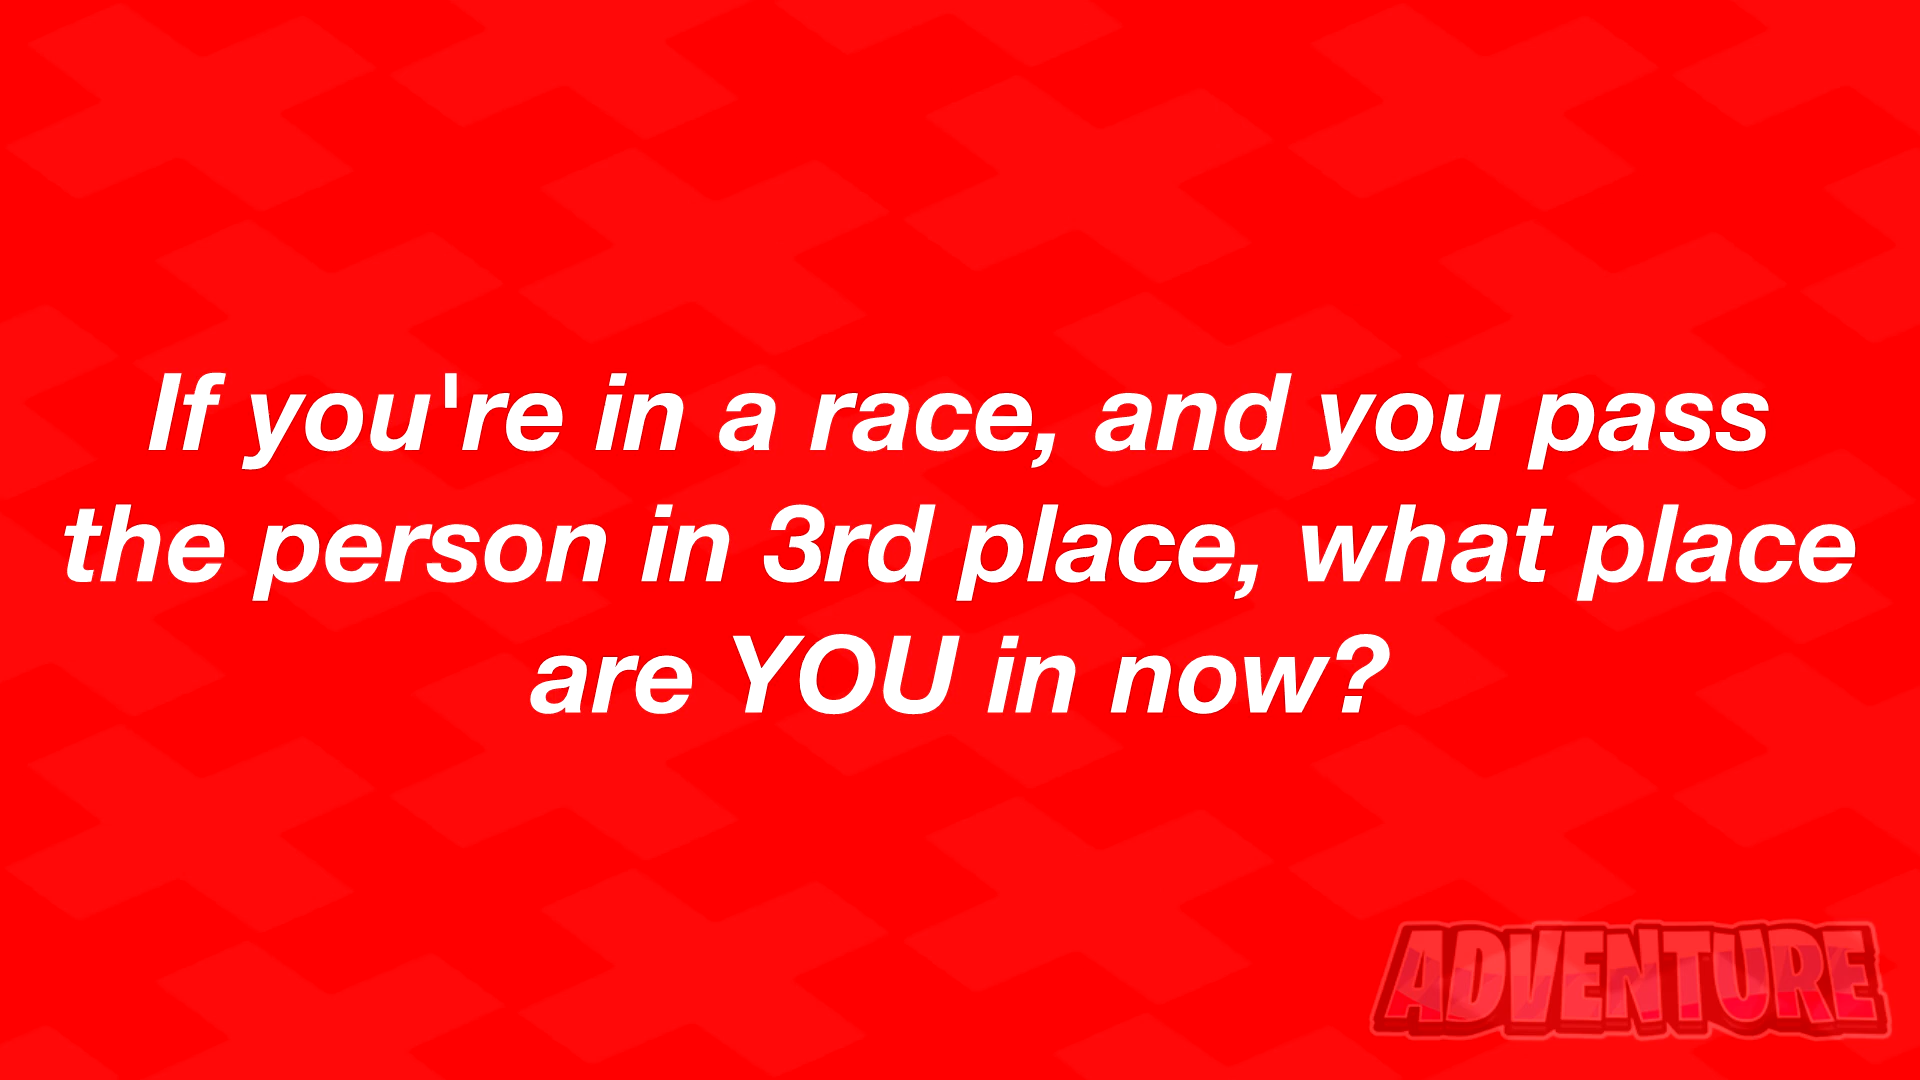 If you're in a race, and you pass
the person in 3rd place, what place
are YOU in now?
ADVENTURE